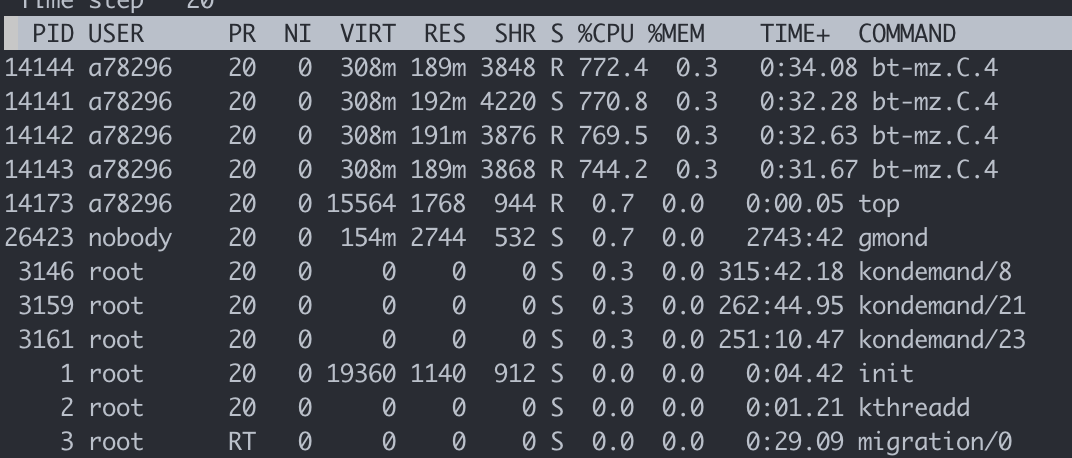 Time step 20
PID USER PR NI VIRT RES SHR S %CPU %MEM TIME+ COMMAND
14144 a78296 20 0 308m 189m 3848 R 772.4 0.3 0:34.08 bt-mz.C.4
14141 a78296 20 0 308m 192m 4220 S 770.8 0.3 0:32.28 bt-mz.C.4
14142 a78296 20 0 308m 191m 3876 R 769.5 0.3 0:32.63 bt-mz.C.4
14143 a78296 20 0 308m 189m 3868 R 744.2 0.3 0:31.67 bt-mz.C.4
14173 a78296 20 0 15564 1768 944 R 0.7 0.0 0:00.05 top
26423 nobody 20 0 154m 2744 532 S 0.7 0.0 2743:42 gmond
3146 root 20 0 0 0 0 S 0.3 0.0 315:42.18 kondemand/8
3159 root 20 0 0 0 0 S 0.3 0.0 262:44.95 kondemand/21
3161 root 20 0 0 0 0 S 0.3 0.0 251:10.47 kondemand/23
1 root 20 0 19360 1140 912 S 0.0 0.0 0:04.42 init
2 root 20 0 0 0 0 S 0.0 0.0 0:01.21 kthreadd
3 root RT 0 0 0 0 S 0.0 0.0 0:29.09 migration/0